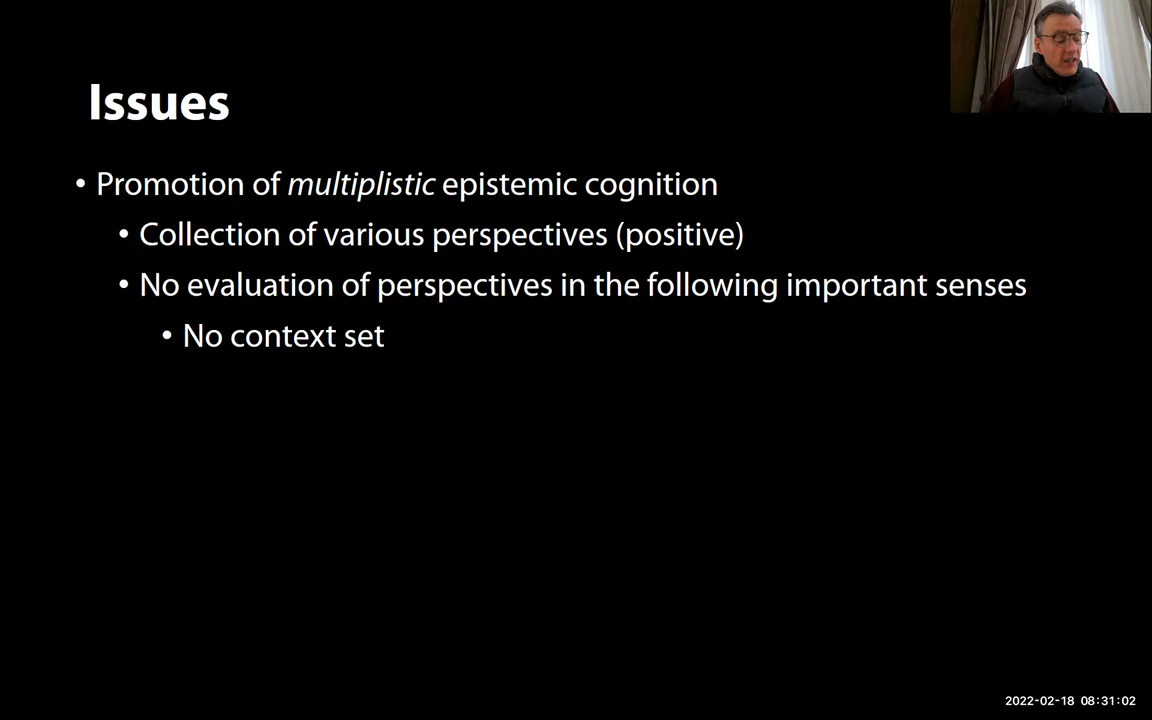 Issues
• Promotion of multiplistic epistemic cognition
• Collection of various perspectives (positive)
• No evaluation of perspectives in the following important senses
• No context set
2022-02-18 08:31:02